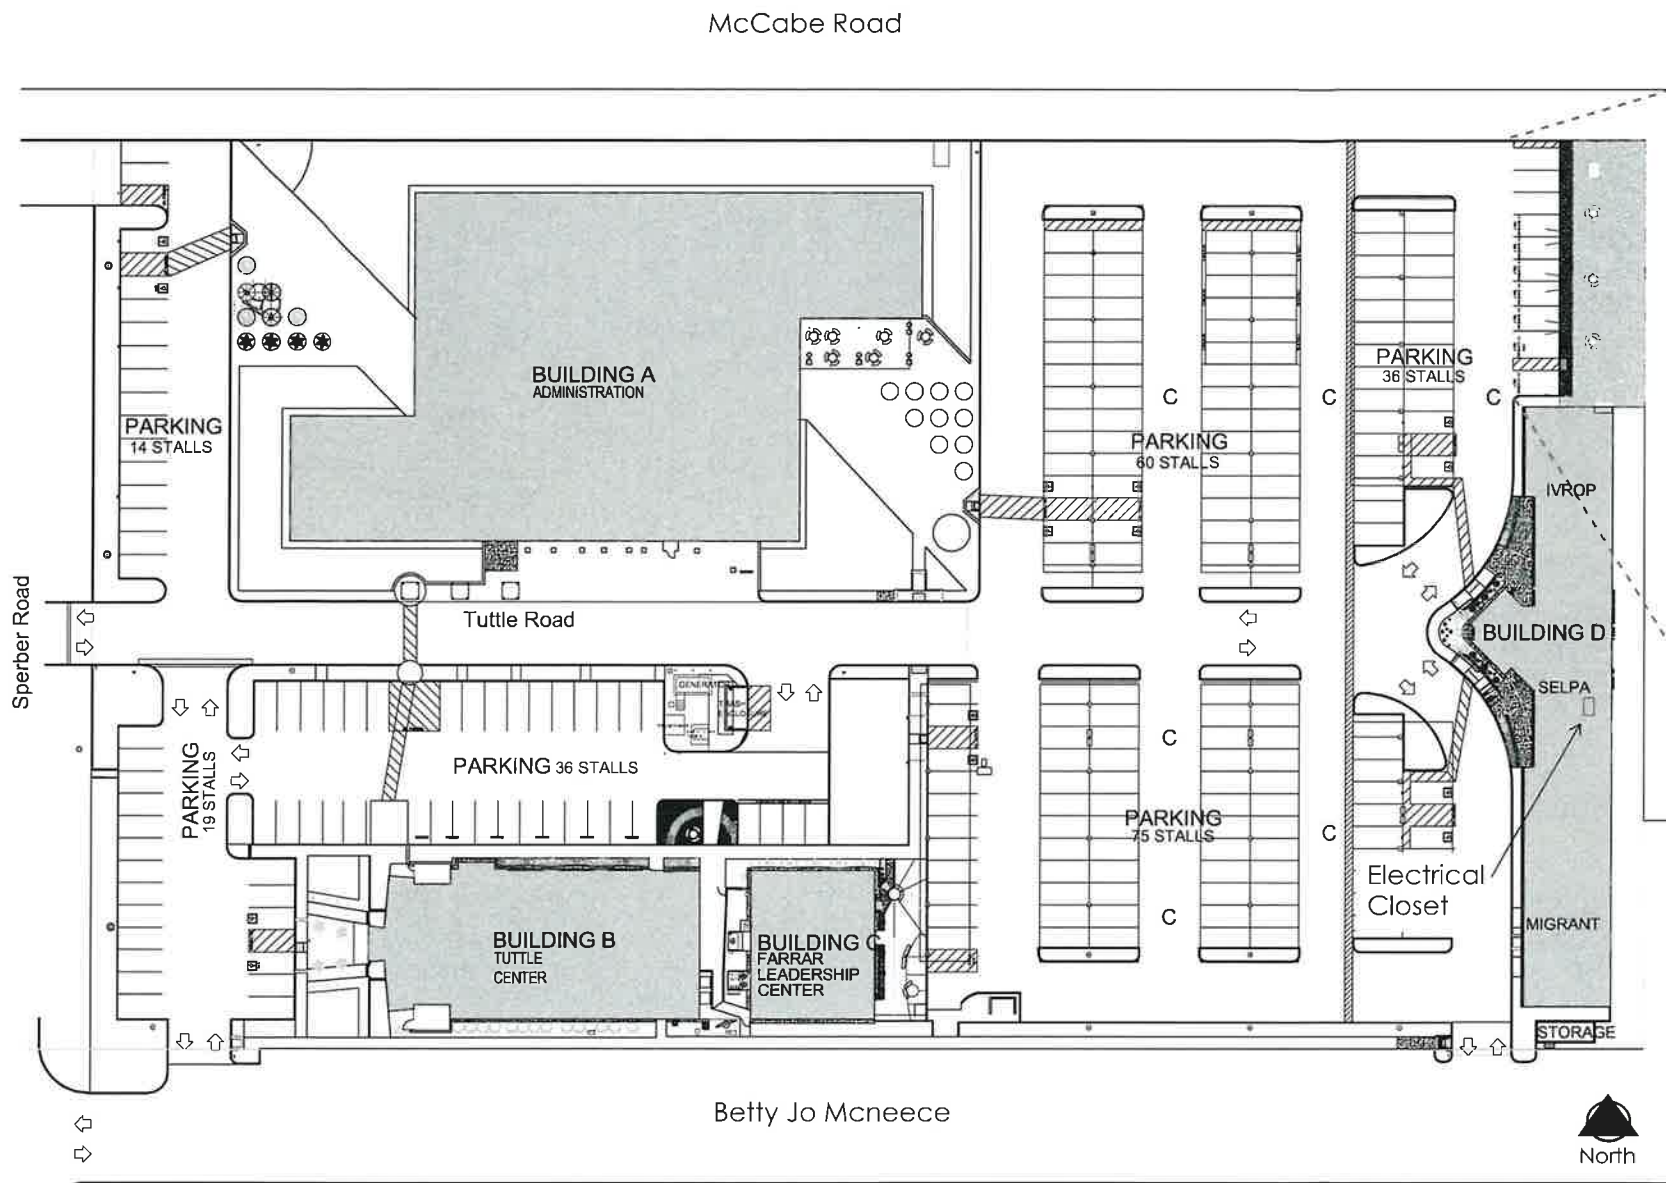 McCabe Road
BUILDING A
ADMINISTRATION
PARKING
14 STALLS
C
C
C
PARKING
36 STALLS
PARKING
60 STALLS
IVROP
Sperber Road
Tuttle Road
BUILDING D
SELPA
GENERATOR
PARKING
19 STALLS
PARKING 36 STALLS
C
PARKING
75 STALLS
C
C
Electrical
Closet
MIGRANT
BUILDING B
TUTTLE
CENTER
BUILDING C
FARRAR
LEADERSHIP
CENTER
STORAGE
Betty Jo Mcneece
North